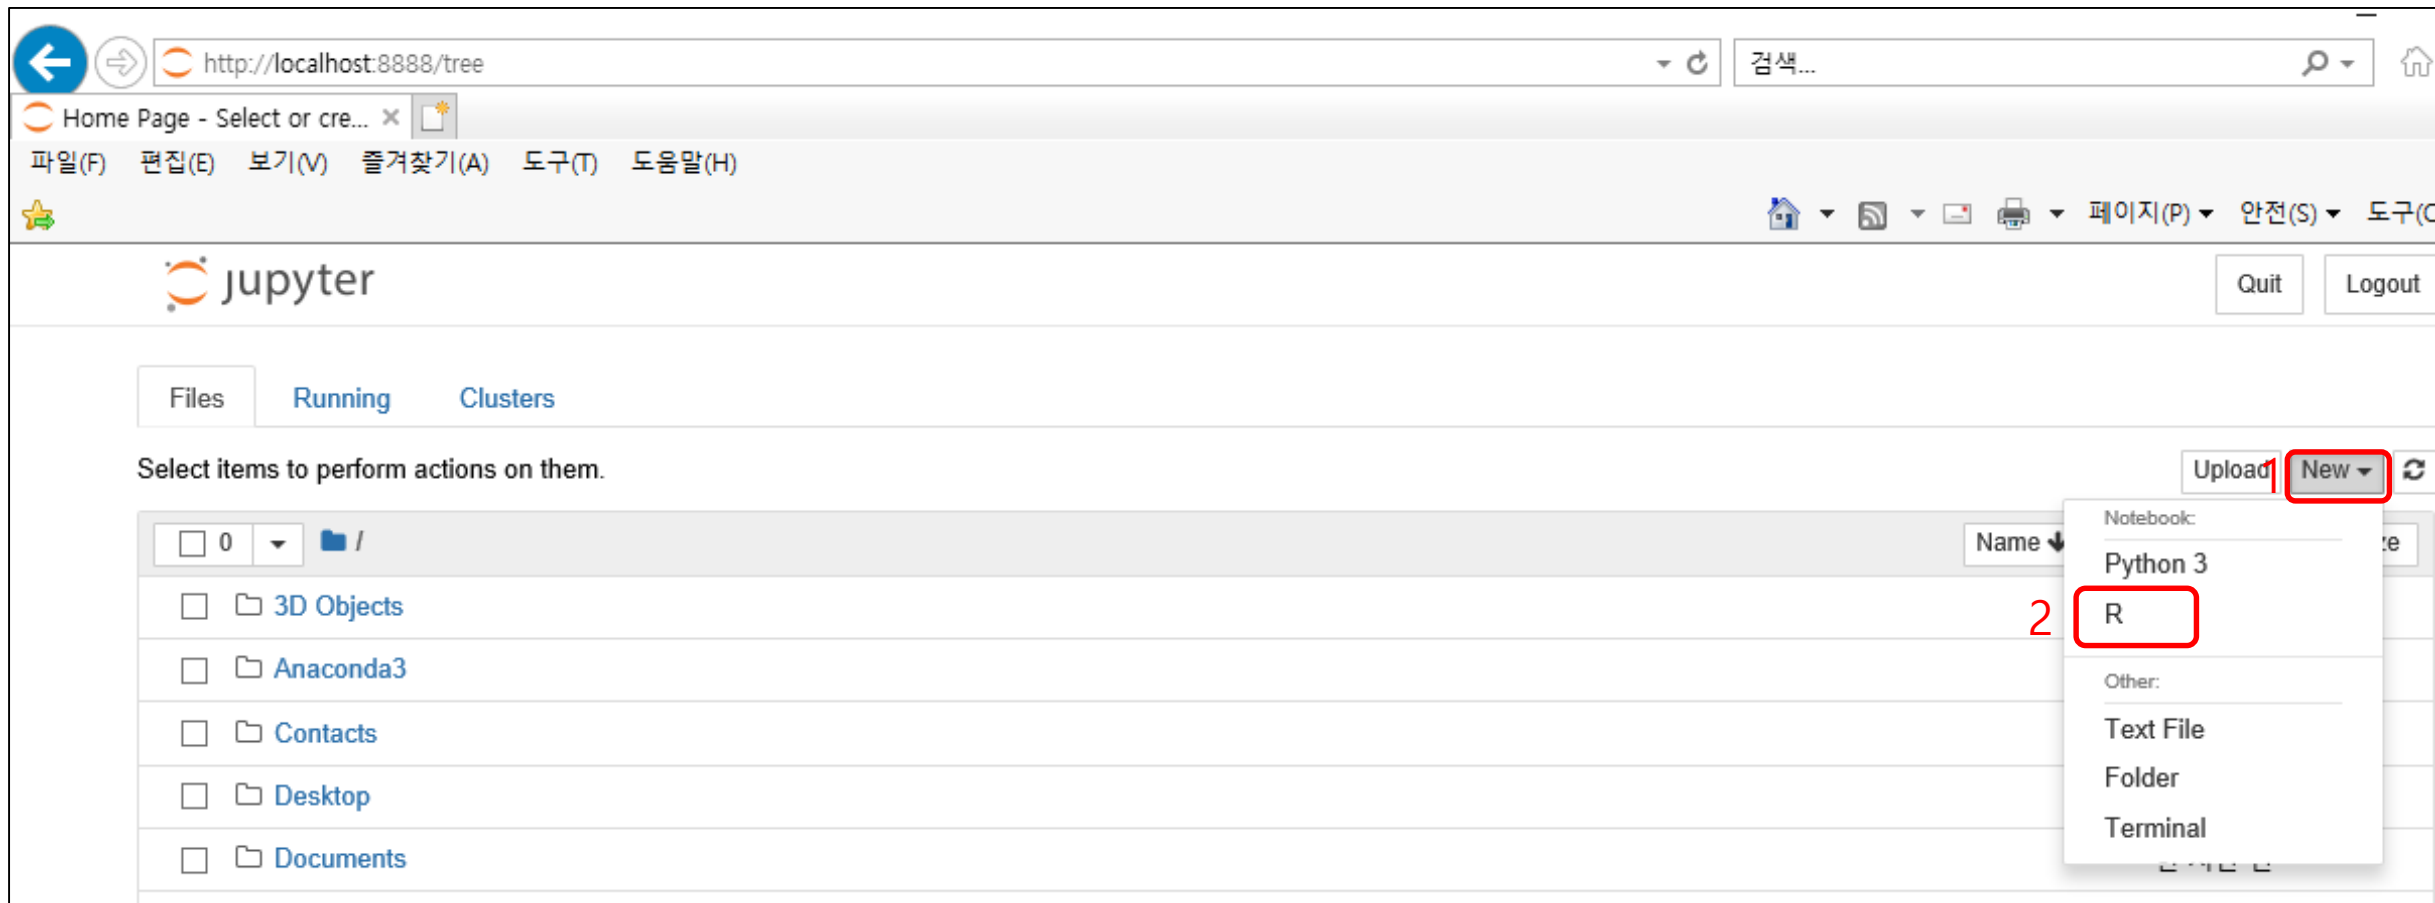 http://localhost:8888/tree
검색...
Home Page - Select or cre...
파일(F) 편집(E) 보기(V) 즐겨찾기(A) 도구(T) 도움말(H)
페이지(P) 안전(S) 도구(O
jupyter
Quit Logout
Files Running Clusters
Select items to perform actions on them.
Upload 1 New
Notebook:
0 /
Name
Python 3
2 R
3D Objects
Anaconda3
Other:
Contacts
Text File
Desktop
Folder
Terminal
Documents